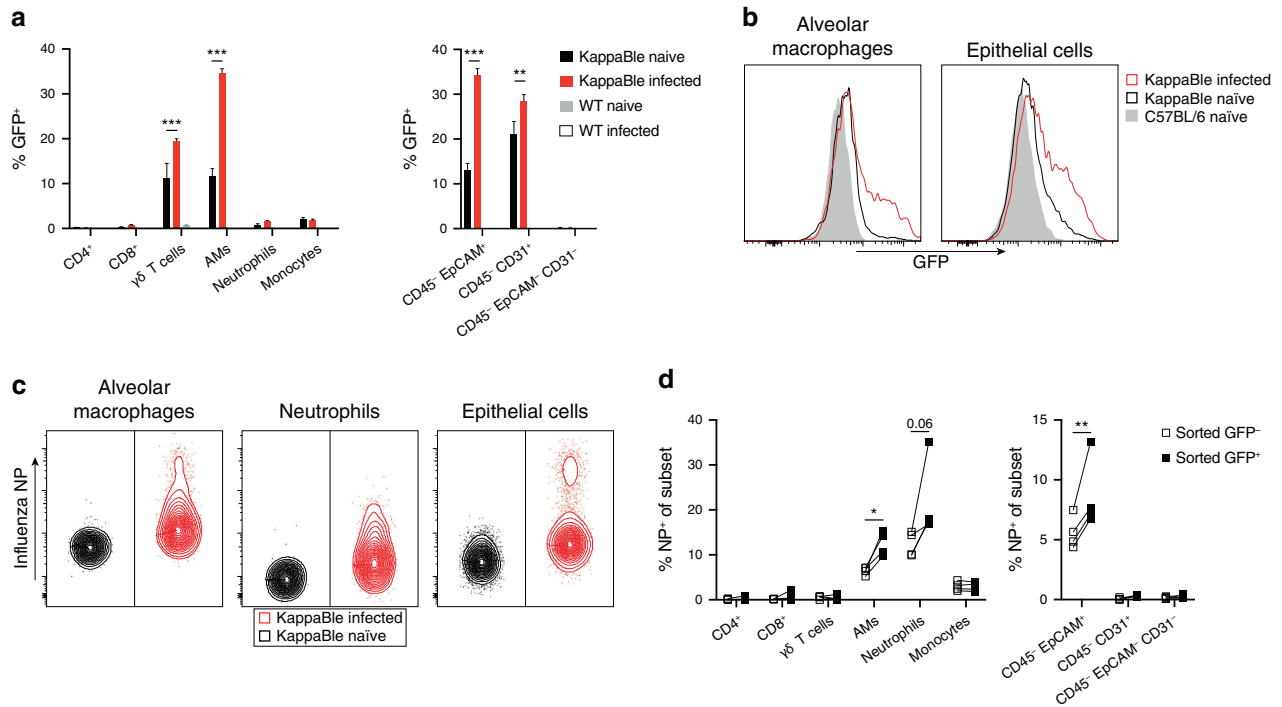 a
% GFP⁺
40
30
20
10
0
***
***
CD4⁺
CD8⁺
γδ T cells
AMs
Neutrophils
Monocytes
% GFP⁺
40
30
20
10
0
***
**
CD45⁻ EpCAM⁺
CD45⁻ CD31⁺
CD45⁻ EpCAM⁻ CD31⁻
KappaBle naive
KappaBle infected
WT naive
WT infected
b
Alveolar
macrophages
Epithelial cells
GFP
KappaBle infected
KappaBle naïve
C57BL/6 naïve
c
Alveolar
macrophages
Neutrophils
Epithelial cells
Influenza NP
KappaBle infected
KappaBle naïve
d
% NP⁺ of subset
40
30
20
10
0
*
0.06
CD4⁺
CD8⁺
γδ T cells
AMs
Neutrophils
Monocytes
% NP⁺ of subset
15
10
5
0
**
CD45⁻ EpCAM⁺
CD45⁻ CD31⁺
CD45⁻ EpCAM⁻ CD31⁻
Sorted GFP⁻
Sorted GFP⁺